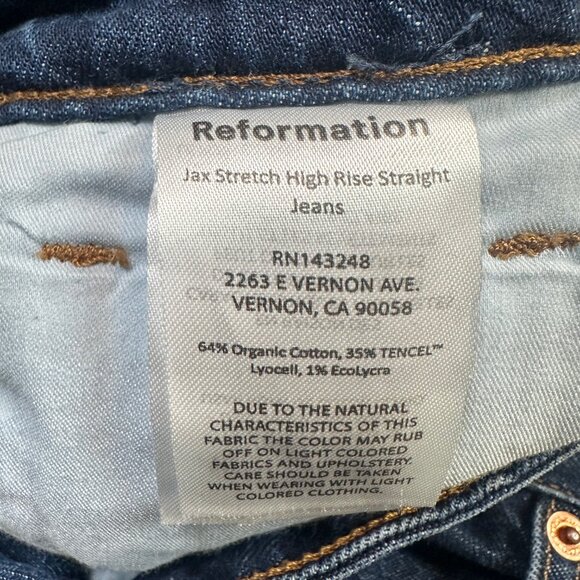 Reformation
Jax Stretch High Rise Straight
Jeans
RN143248
2263 E VERNON AVE.
VERNON, CA 90058
64% Organic Cotton, 35% TENCEL™
Lyocell, 1% EcoLycra
DUE TO THE NATURAL
CHARACTERISTICS OF THIS
FABRIC THE COLOR MAY RUB
OFF ON LIGHT COLORED
FABRICS AND UPHOLSTERY.
CARE SHOULD BE TAKEN
WHEN WEARING WITH LIGHT
COLORED CLOTHING.